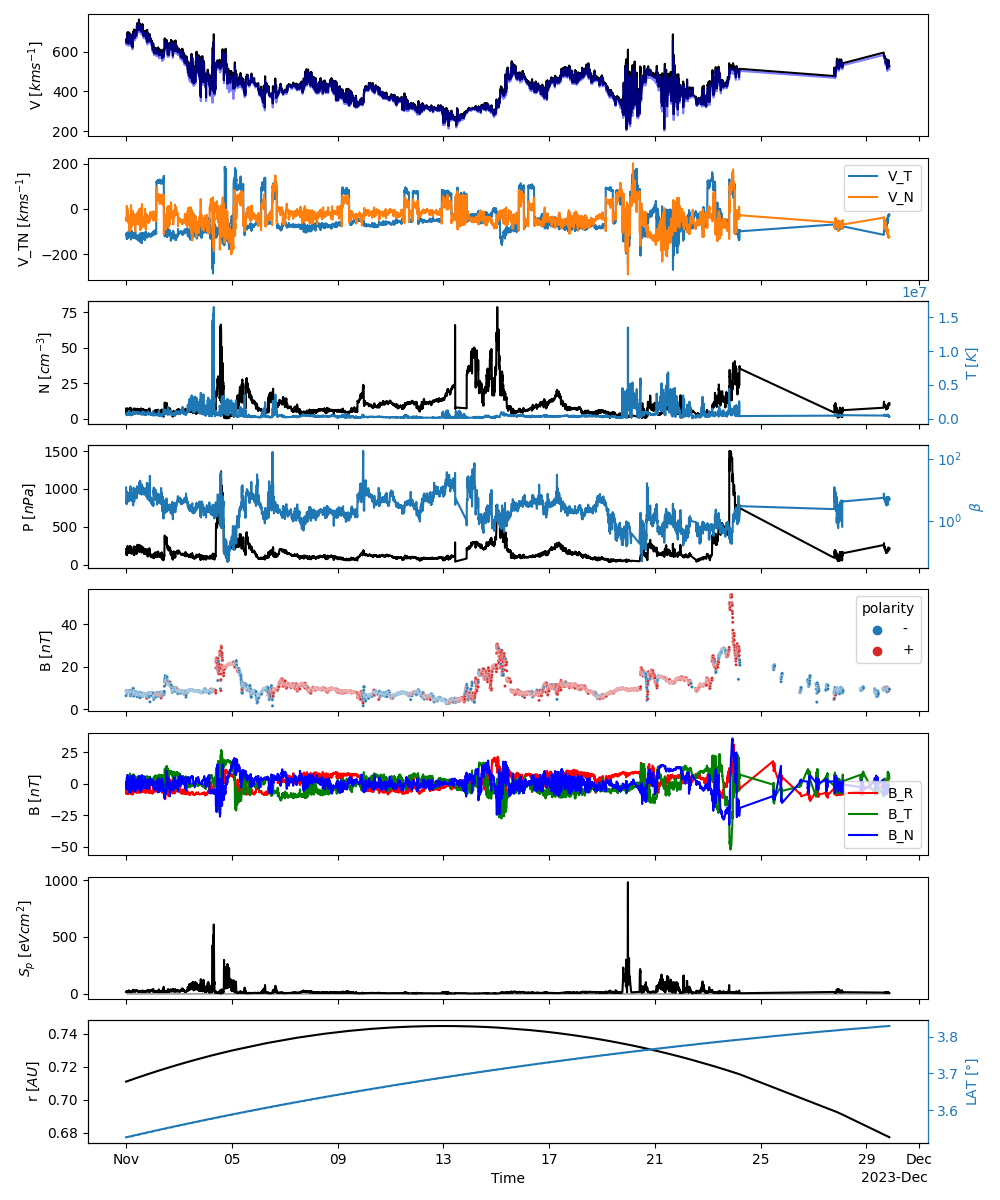 600
400
200
V [kms⁻¹]
200
0
−200
V_TN [kms⁻¹]
V_T
V_N
1e7
75
50
25
0
N [cm⁻³]
1.5
1.0
0.5
0.0
T [K]
1500
1000
500
0
P [nPa]
10²
10⁰
β
40
20
0
B [nT]
polarity
-
+
25
0
−25
−50
B [nT]
B_R
B_T
B_N
1000
500
0
Sₚ [eVcm²]
0.74
0.72
0.70
0.68
r [AU]
3.8
3.7
3.6
LAT [°]
Nov 05 09 13 17 21 25 29 Dec
Time
2023-Dec